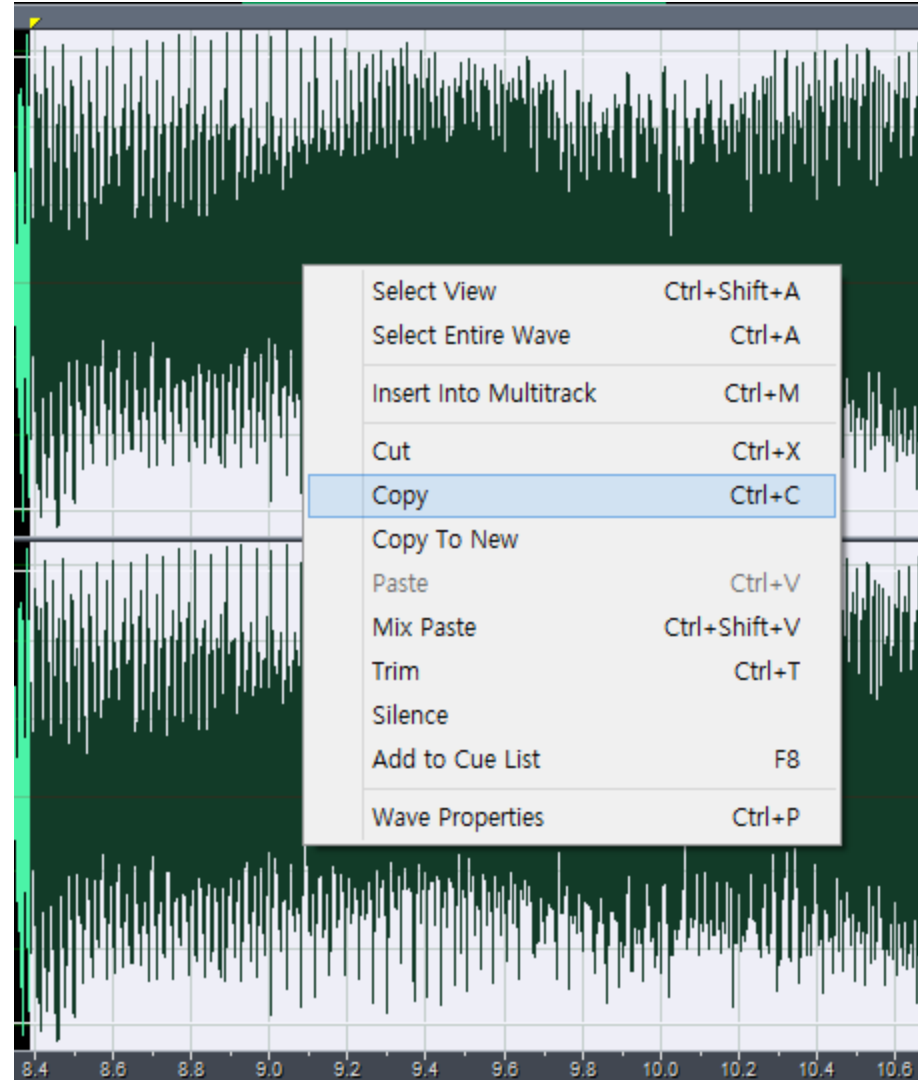 Select View Ctrl+Shift+A
Select Entire Wave Ctrl+A
Insert Into Multitrack Ctrl+M
Cut Ctrl+X
Copy Ctrl+C
Copy To New
Paste Ctrl+V
Mix Paste Ctrl+Shift+V
Trim Ctrl+T
Silence
Add to Cue List F8
Wave Properties Ctrl+P
8.4 8.6 8.8 9.0 9.2 9.4 9.6 9.8 10.0 10.2 10.4 10.6